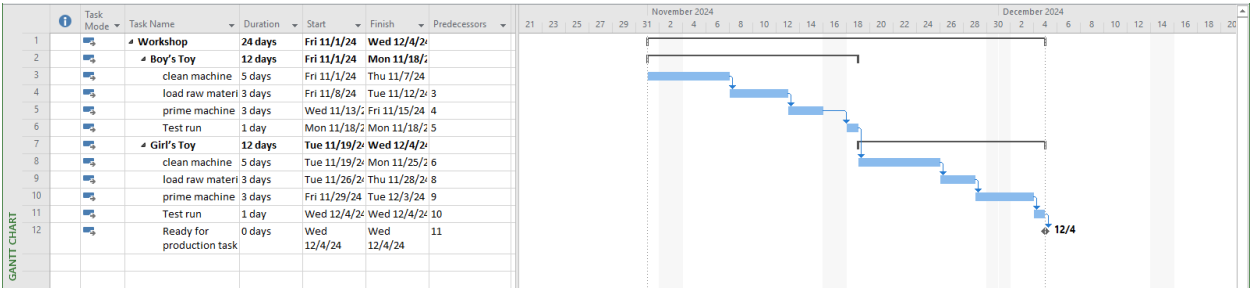 Task
Mode Task Name Duration Start Finish Predecessors
November 2024 December 2024
21 23 25 27 29 31 2 4 6 8 10 12 14 16 18 20 22 24 26 28 30 2 4 6 8 10 12 14 16 18 20
1 Workshop 24 days Fri 11/1/24 Wed 12/4/24
2 Boy's Toy 12 days Fri 11/1/24 Mon 11/18/2
3 clean machine 5 days Fri 11/1/24 Thu 11/7/24
4 load raw materi 3 days Fri 11/8/24 Tue 11/12/24 3
5 prime machine 3 days Wed 11/13/2 Fri 11/15/24 4
6 Test run 1 day Mon 11/18/2 Mon 11/18/2 5
7 Girl's Toy 12 days Tue 11/19/24 Wed 12/4/24
8 clean machine 5 days Tue 11/19/24 Mon 11/25/2 6
9 load raw materi 3 days Tue 11/26/24 Thu 11/28/24 8
10 prime machine 3 days Fri 11/29/24 Tue 12/3/24 9
11 Test run 1 day Wed 12/4/24 Wed 12/4/24 10
12 Ready for 0 days Wed Wed 11
production task 12/4/24 12/4/24
12/4
GANTT CHART